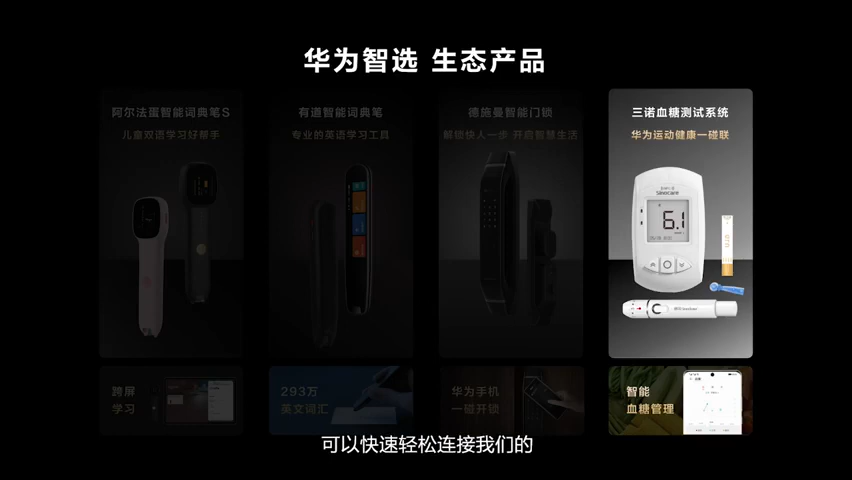 华为智选 生态产品
阿尔法蛋智能词典笔S
儿童双语学习好帮手
有道智能词典笔
专业的英语学习工具
德施曼智能门锁
解锁快人一步 开启智慧生活
三诺血糖测试系统
华为运动健康一碰联
Sinocare
6.1
跨屏
学习
293万
英文词汇
华为手机
一碰开锁
智能
血糖管理
可以快速轻松连接我们的